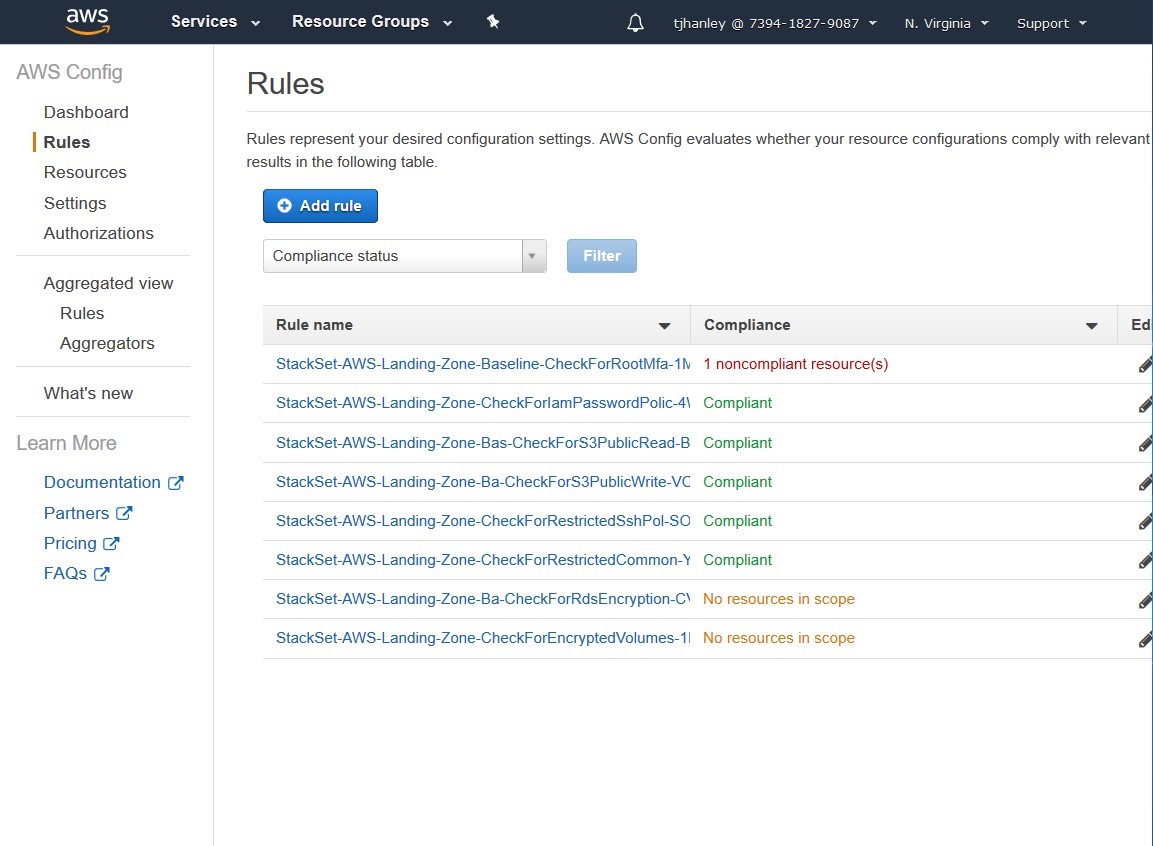 aws Services Resource Groups tjhanley @ 7394-1827-9087 N. Virginia Support
AWS Config
Dashboard
Rules
Resources
Settings
Authorizations
Aggregated view
Rules
Aggregators
What's new
Learn More
Documentation
Partners
Pricing
FAQs
Rules
Rules represent your desired configuration settings. AWS Config evaluates whether your resource configurations comply with relevant
results in the following table.
Add rule
Compliance status Filter
Rule name Compliance Edi
StackSet-AWS-Landing-Zone-Baseline-CheckForRootMfa-1M 1 noncompliant resource(s)
StackSet-AWS-Landing-Zone-CheckForIamPasswordPolic-4 Compliant
StackSet-AWS-Landing-Zone-Bas-CheckForS3PublicRead-B Compliant
StackSet-AWS-Landing-Zone-Ba-CheckForS3PublicWrite-VC Compliant
StackSet-AWS-Landing-Zone-CheckForRestrictedSshPol-SO Compliant
StackSet-AWS-Landing-Zone-CheckForRestrictedCommon-Y Compliant
StackSet-AWS-Landing-Zone-Ba-CheckForRdsEncryption-CV No resources in scope
StackSet-AWS-Landing-Zone-CheckForEncryptedVolumes-1 No resources in scope